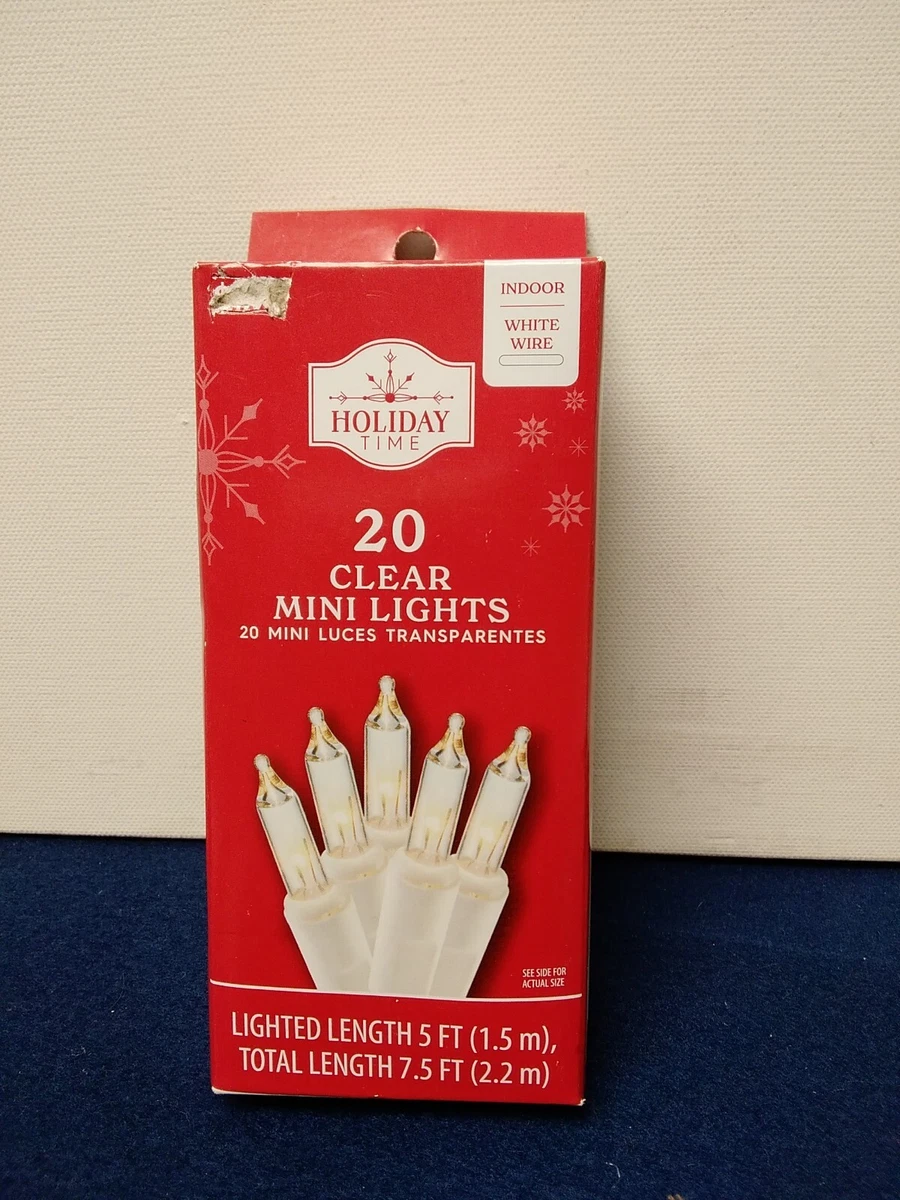 INDOOR
WHITE
WIRE
HOLIDAY
TIME
20
CLEAR
MINI LIGHTS
20 MINI LUCES TRANSPARENTES
SEE SIDE FOR
ACTUAL SIZE
LIGHTED LENGTH 5 FT (1.5 m),
TOTAL LENGTH 7.5 FT (2.2 m)